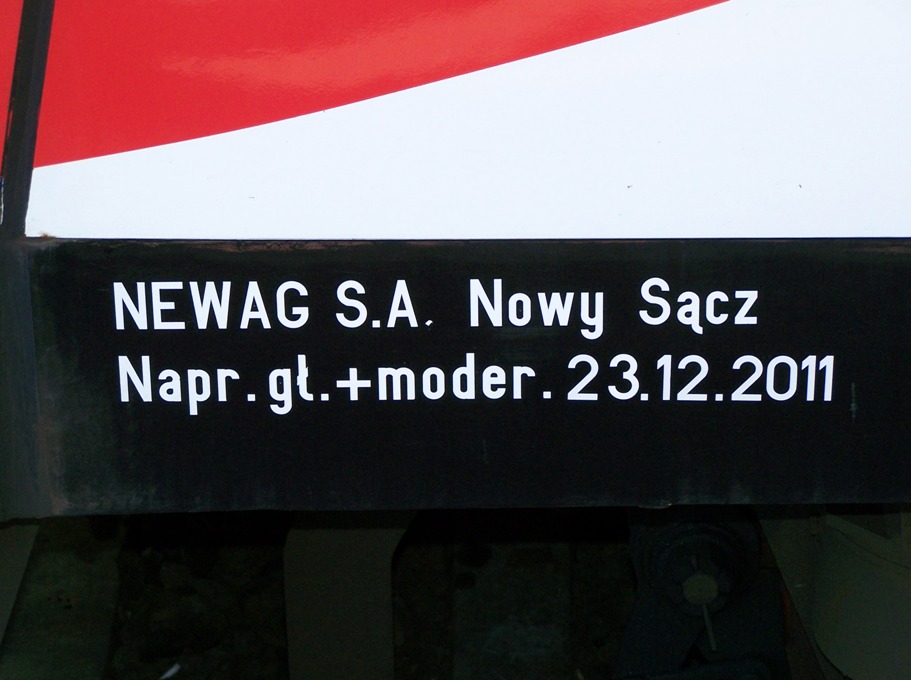 NEWAG S.A. Nowy Sącz
Napr.gł.+moder.23.12.2011